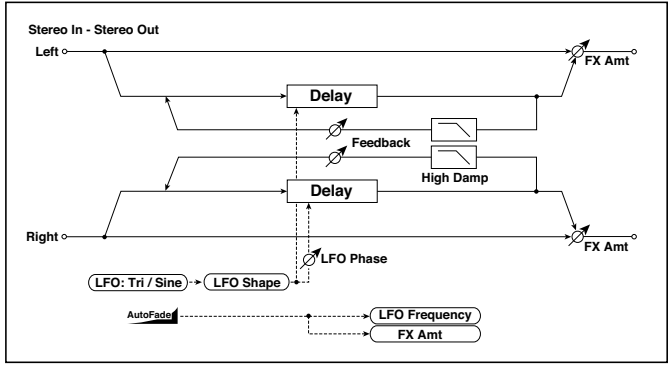 Stereo In - Stereo Out
Left
FX Amt
Delay
Feedback
High Damp
Delay
Right
FX Amt
LFO Phase
LFO: Tri / Sine
LFO Shape
AutoFade
LFO Frequency
FX Amt